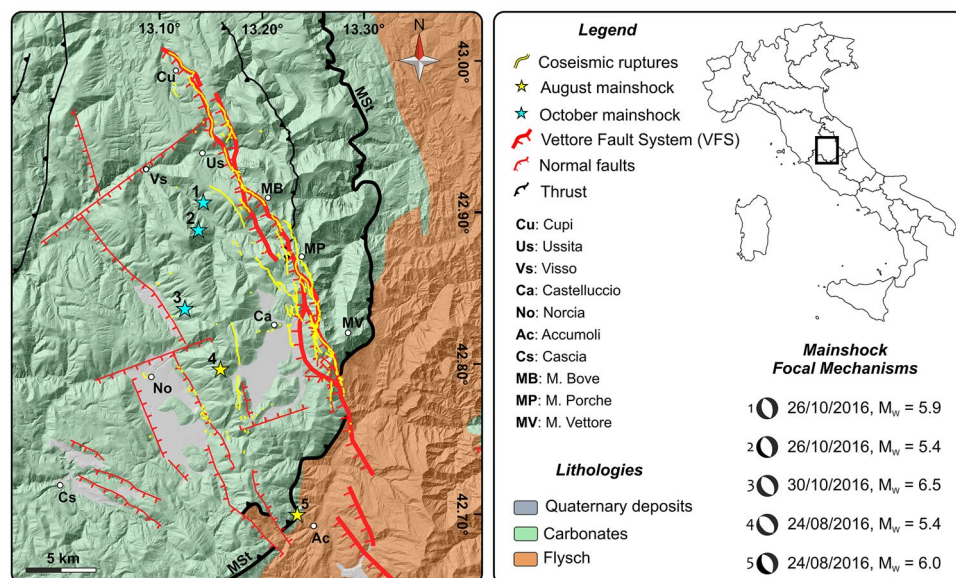 13.10°
13.20°
13.30°
N
43.00°
Cu
MSt
Us
Vs
1
MB
42.90°
2
MP
3
Ca
MV
4
42.80°
No
Cs
5
42.70°
Ac
MSt
5 km
Legend
Coseismic ruptures
August mainshock
October mainshock
Vettore Fault System (VFS)
Normal faults
Thrust
Cu: Cupi
Us: Ussita
Vs: Visso
Ca: Castelluccio
No: Norcia
Ac: Accumoli
Cs: Cascia
MB: M. Bove
MP: M. Porche
MV: M. Vettore
Lithologies
Quaternary deposits
Carbonates
Flysch
Mainshock
Focal Mechanisms
1 26/10/2016, Mw = 5.9
2 26/10/2016, Mw = 5.4
3 30/10/2016, Mw = 6.5
4 24/08/2016, Mw = 5.4
5 24/08/2016, Mw = 6.0